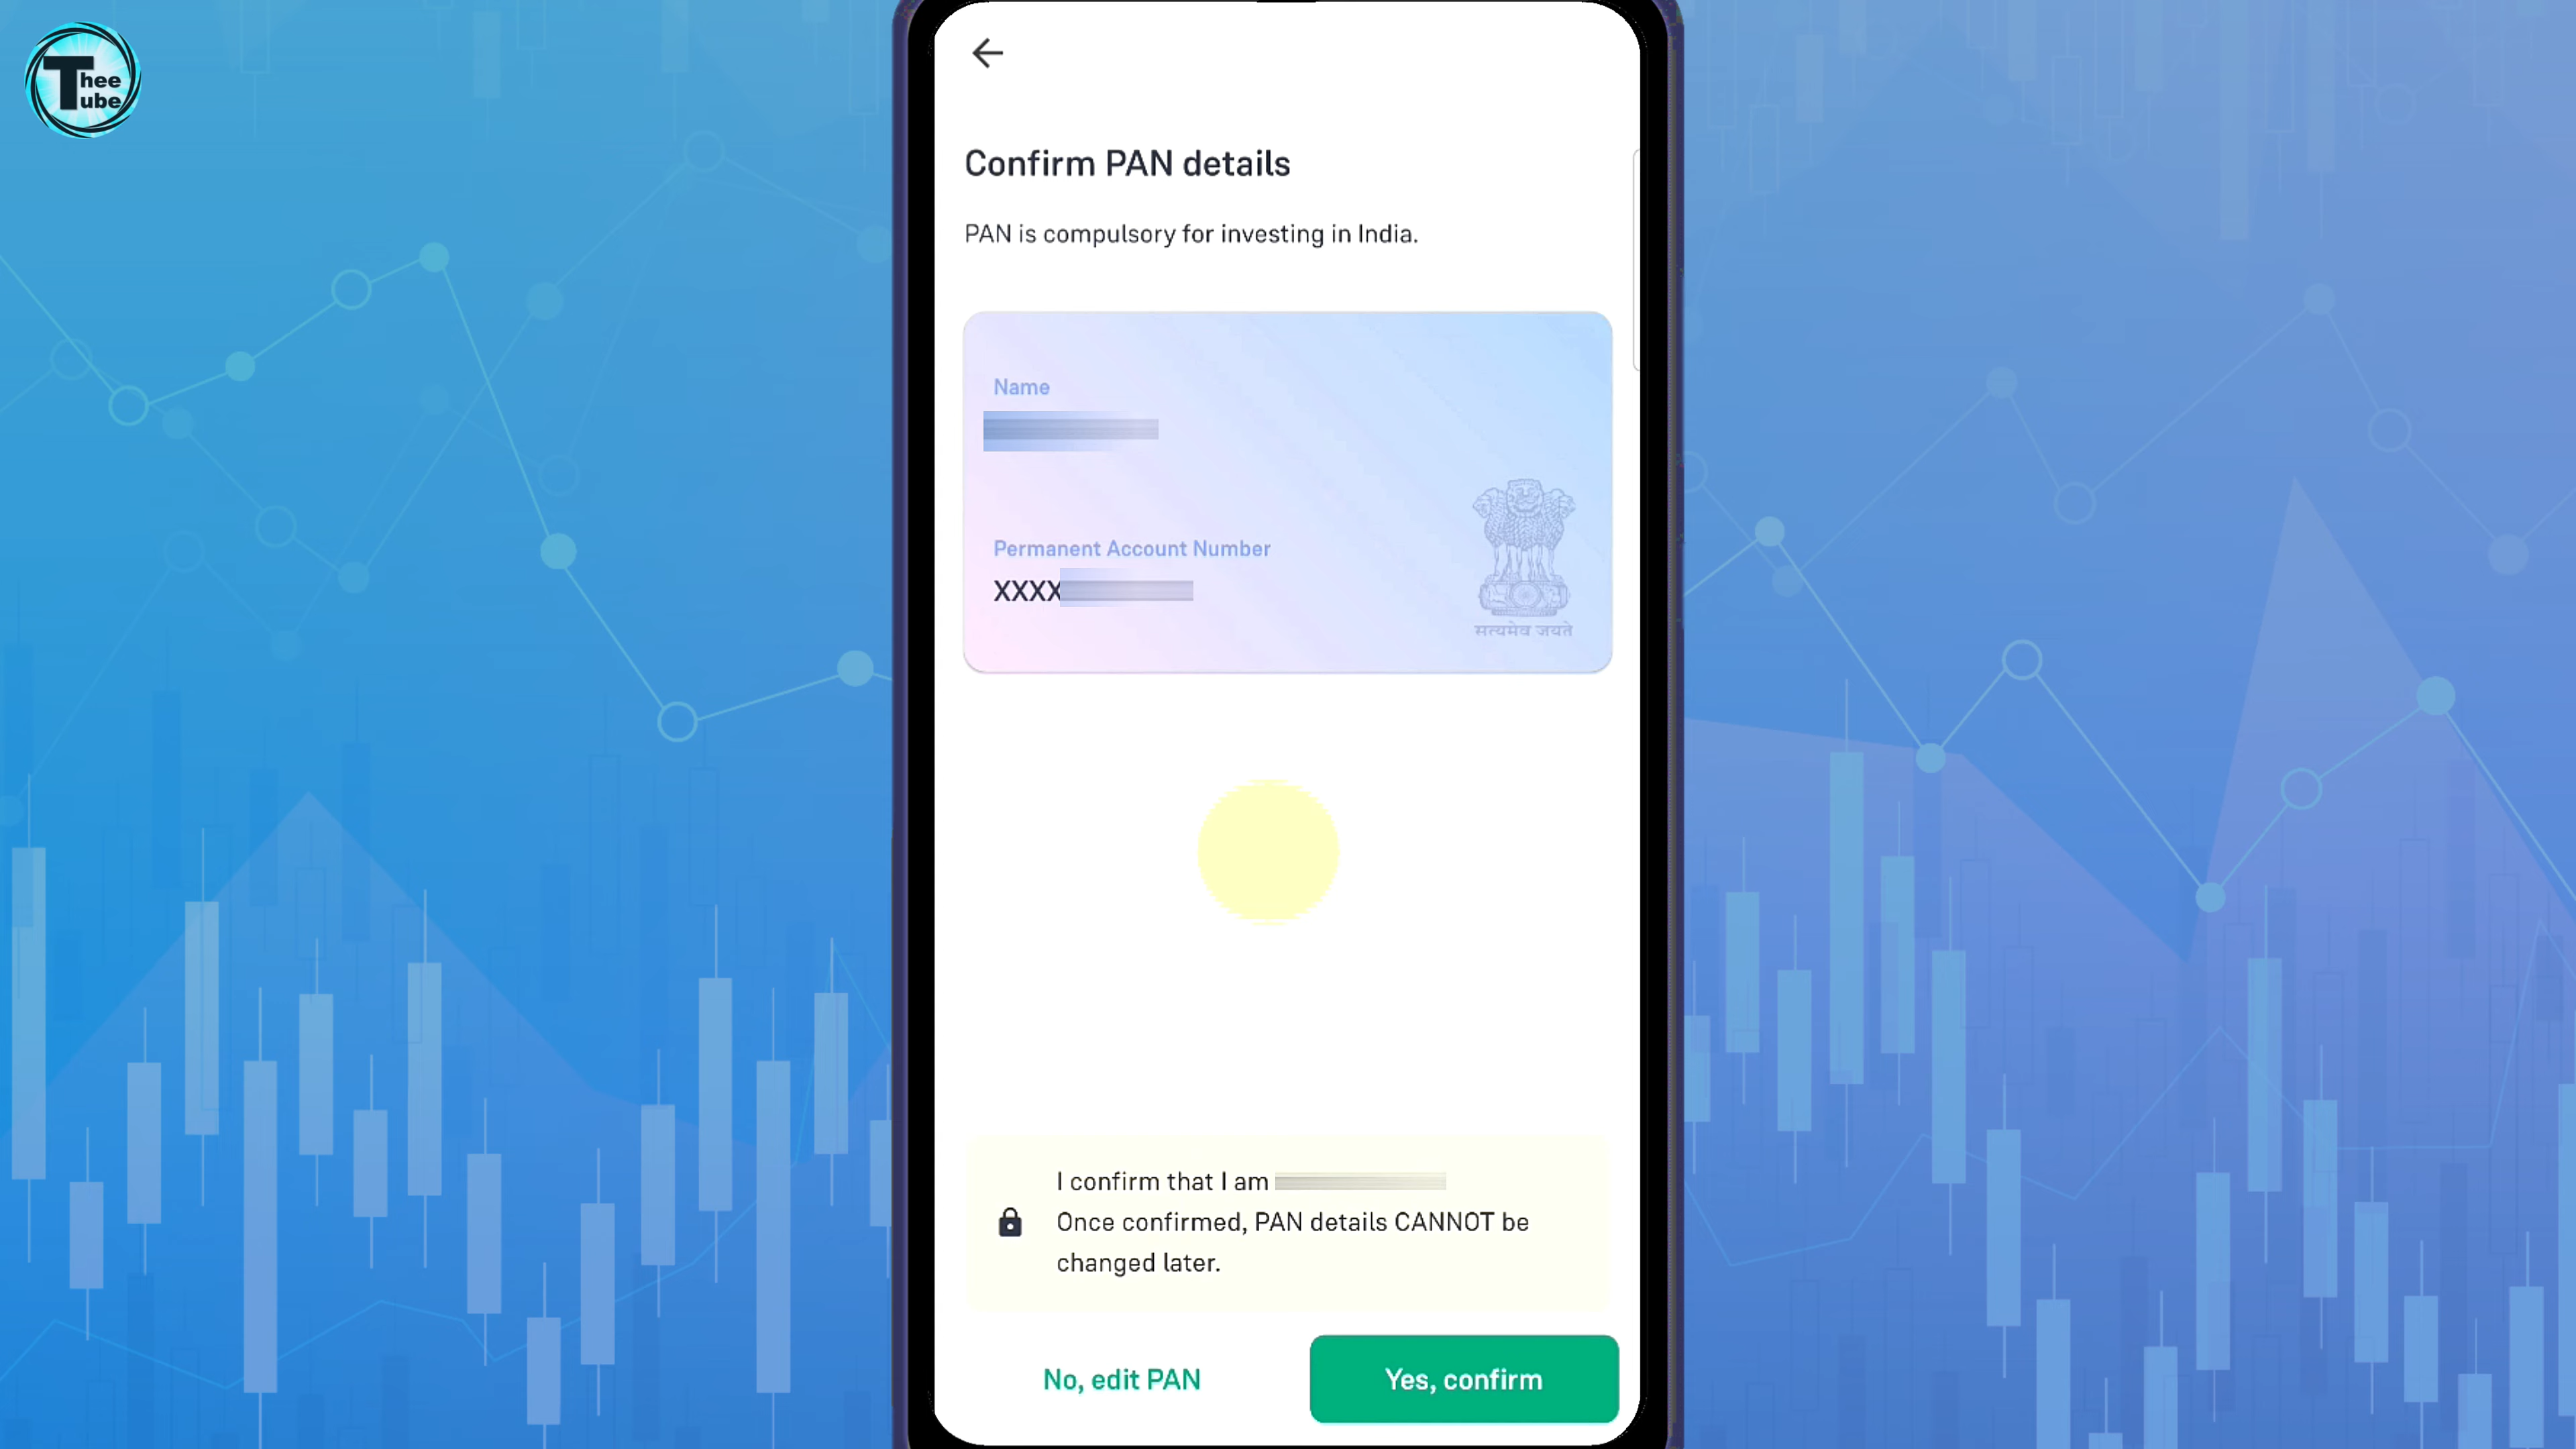 Thee
Tube
Confirm PAN details
PAN is compulsory for investing in India.
Name
Permanent Account Number
XXXX
सत्यमेव जयते
I confirm that I am
Once confirmed, PAN details CANNOT be
changed later.
No, edit PAN
Yes, confirm